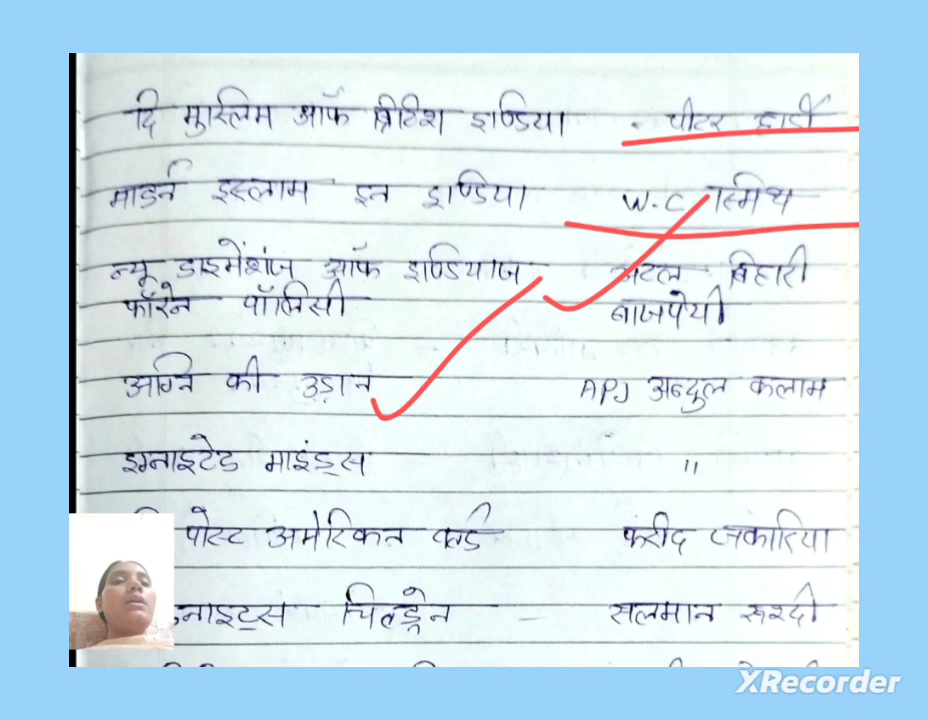 दि मुस्लिम ऑफ ब्रिटिश इण्डिया - पीटर हार्डी
मार्डन इस्लाम इन इण्डिया W.C स्मिथ
न्यू डाइमेंशंज ऑफ इण्डियाज अटल बिहारी
फॉरेन पॉलिसी बाजपेयी
अग्नि की उड़ान APJ अब्दुल कलाम
इग्नाइटेड माइंड्स "
पोस्ट अमेरिकन वर्ल्ड फरीद जकारिया
नाइट्स चिल्ड्रेन - सलमान रुश्दी
XRecorder